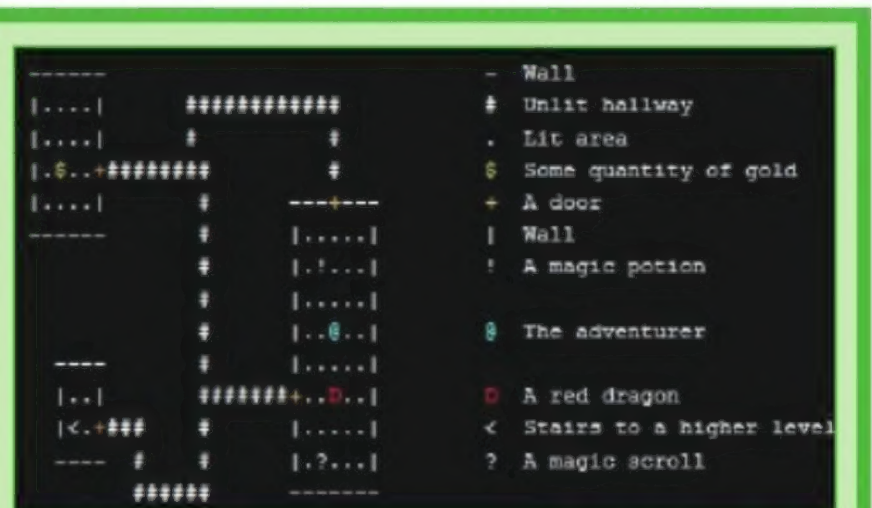 ------ - Wall
|....| ############ # Unlit hallway
|....| # # . Lit area
|.$..+######## # $ Some quantity of gold
|....| # ---+--- + A door
------ # |.....| | Wall
# |.!...| ! A magic potion
# |.....|
# |..@..| @ The adventurer
---- # |.....|
|..| #######+..D..| D A red dragon
|<.+### # |.....| < Stairs to a higher level
---- # # |.?...| ? A magic scroll
###### -------